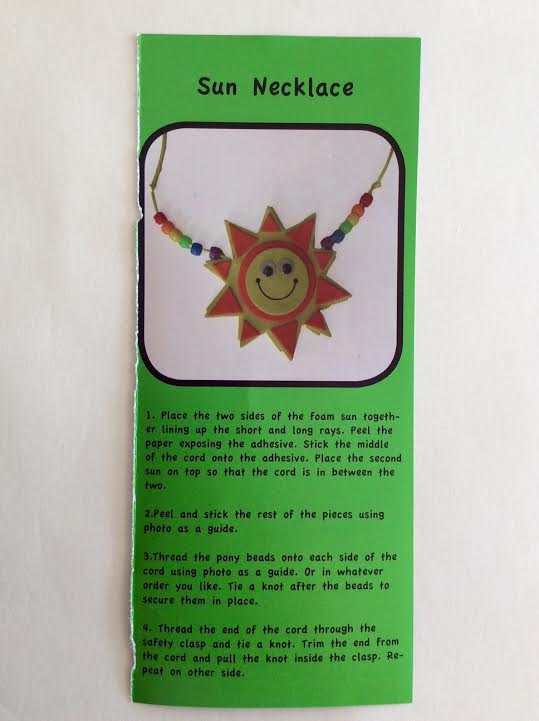 Sun Necklace
1. Place the two sides of the foam sun togeth-
er lining up the short and long rays. Peel the
paper exposing the adhesive. Stick the middle
of the cord onto the adhesive. Place the second
sun on top so that the cord is in between the
two.
2.Peel and stick the rest of the pieces using
photo as a guide.
3.Thread the pony beads onto each side of the
cord using photo as a guide. Or in whatever
order you like. Tie a knot after the beads to
secure them in place.
4. Thread the end of the cord through the
safety clasp and tie a knot. Trim the end from
the cord and pull the knot inside the clasp. Re-
peat on other side.